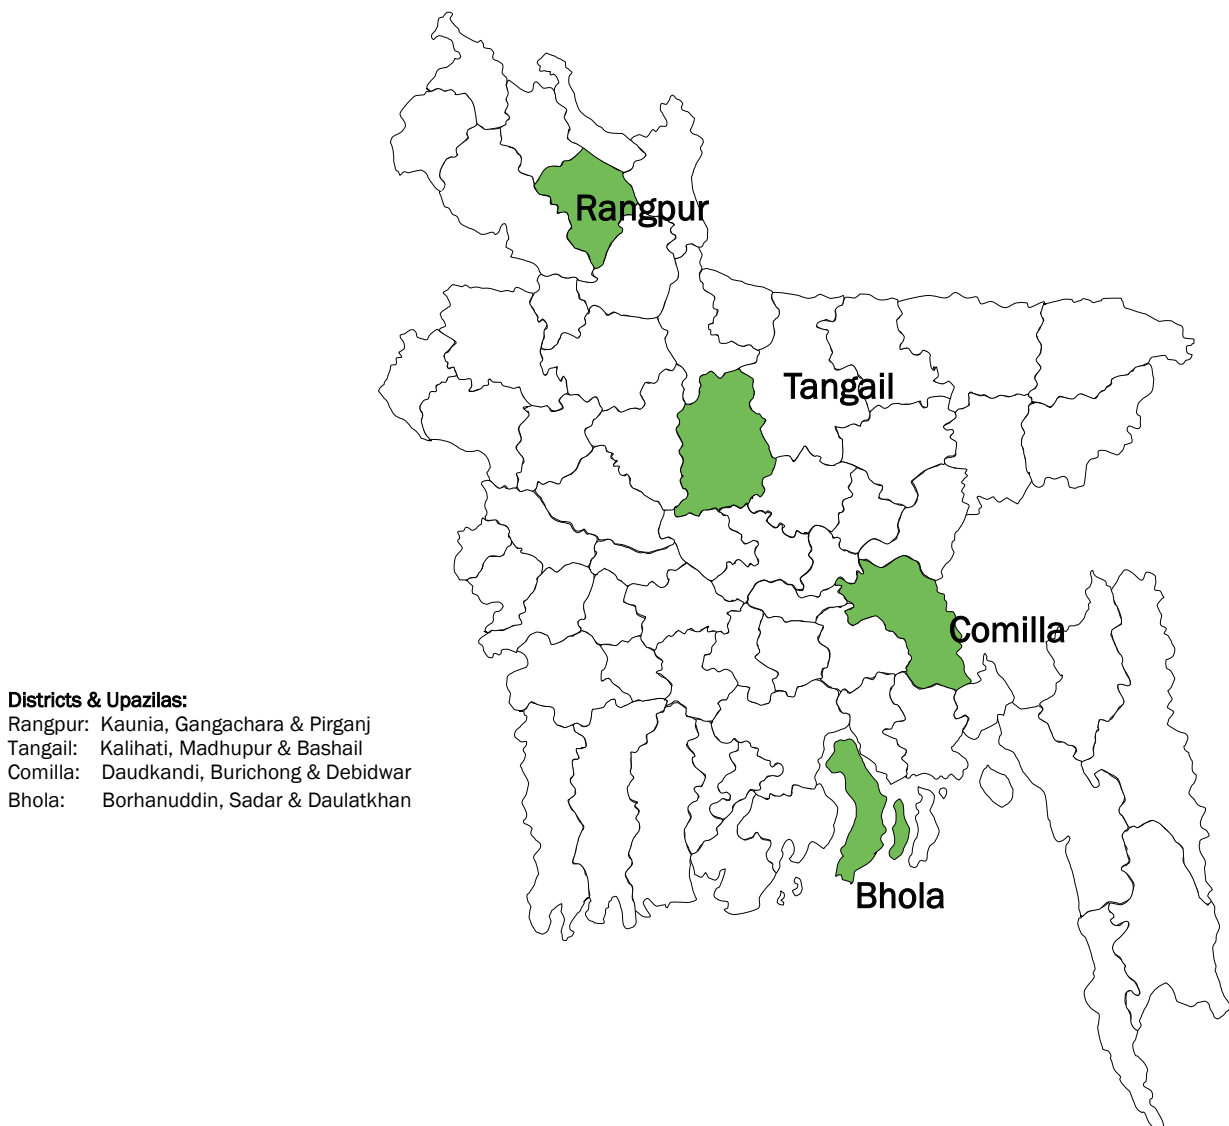 Rangpur
Tangail
Comilla
Districts & Upazilas:
Rangpur: Kaunia, Gangachara & Pirganj
Tangail: Kalihati, Madhupur & Bashail
Comilla: Daudkandi, Burichong & Debidwar
Bhola: Borhanuddin, Sadar & Daulatkhan
Bhola